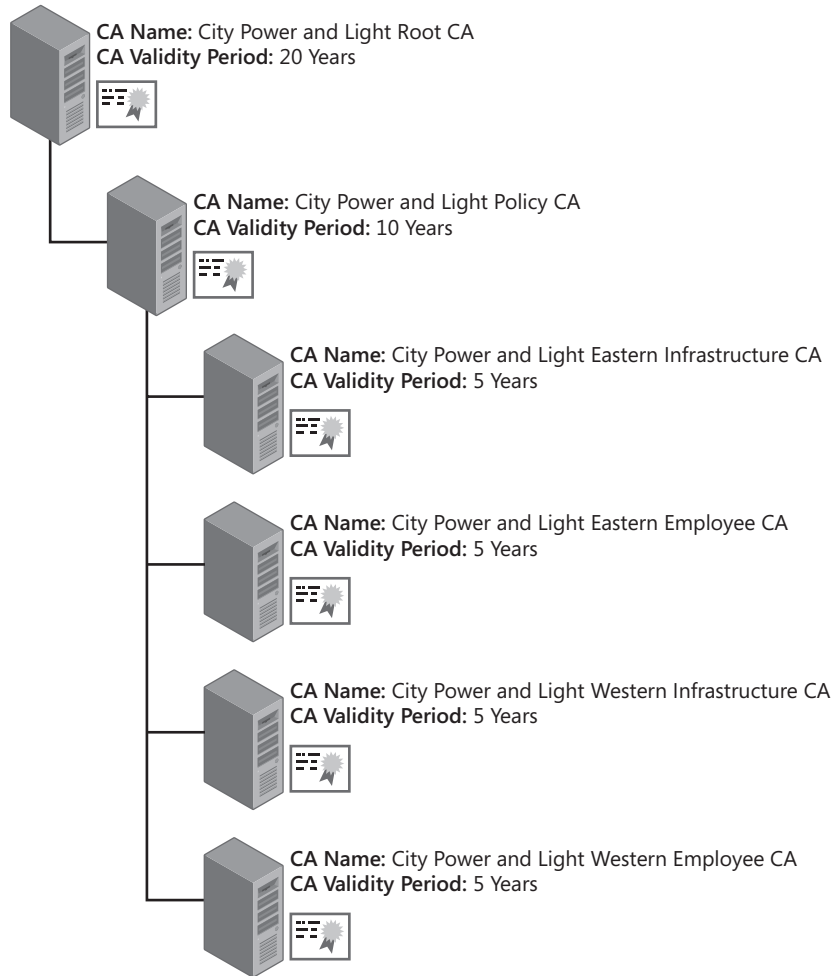 CA Name: City Power and Light Root CA
CA Validity Period: 20 Years
CA Name: City Power and Light Policy CA
CA Validity Period: 10 Years
CA Name: City Power and Light Eastern Infrastructure CA
CA Validity Period: 5 Years
CA Name: City Power and Light Eastern Employee CA
CA Validity Period: 5 Years
CA Name: City Power and Light Western Infrastructure CA
CA Validity Period: 5 Years
CA Name: City Power and Light Western Employee CA
CA Validity Period: 5 Years